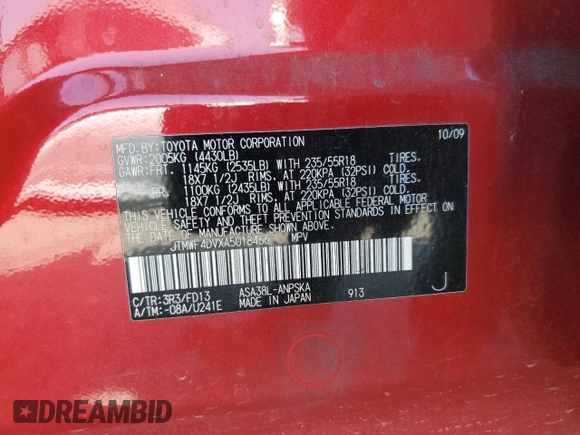 MFD. BY: TOYOTA MOTOR CORPORATION 10/09
GVWR: 2005KG (4430LB)
GAWR: FRT. 1145KG (2535LB) WITH 235/55R18 TIRES,
18X7 1/2J RIMS, AT 220KPA (32PSI) COLD.
RR. 1100KG (2435LB) WITH 235/55R18 TIRES,
18X7 1/2J RIMS, AT 220KPA (32PSI) COLD.
THIS VEHICLE CONFORMS TO ALL APPLICABLE FEDERAL MOTOR
VEHICLE SAFETY AND THEFT PREVENTION STANDARDS IN EFFECT
ON THE DATE OF MANUFACTURE SHOWN ABOVE.
JTMWF4DVXA5018466 MPV
C/TR: 3R3/FD13 ASA38L-ANPSKA
A/TM: -08A/U241E MADE IN JAPAN 913 J
DREAMBID